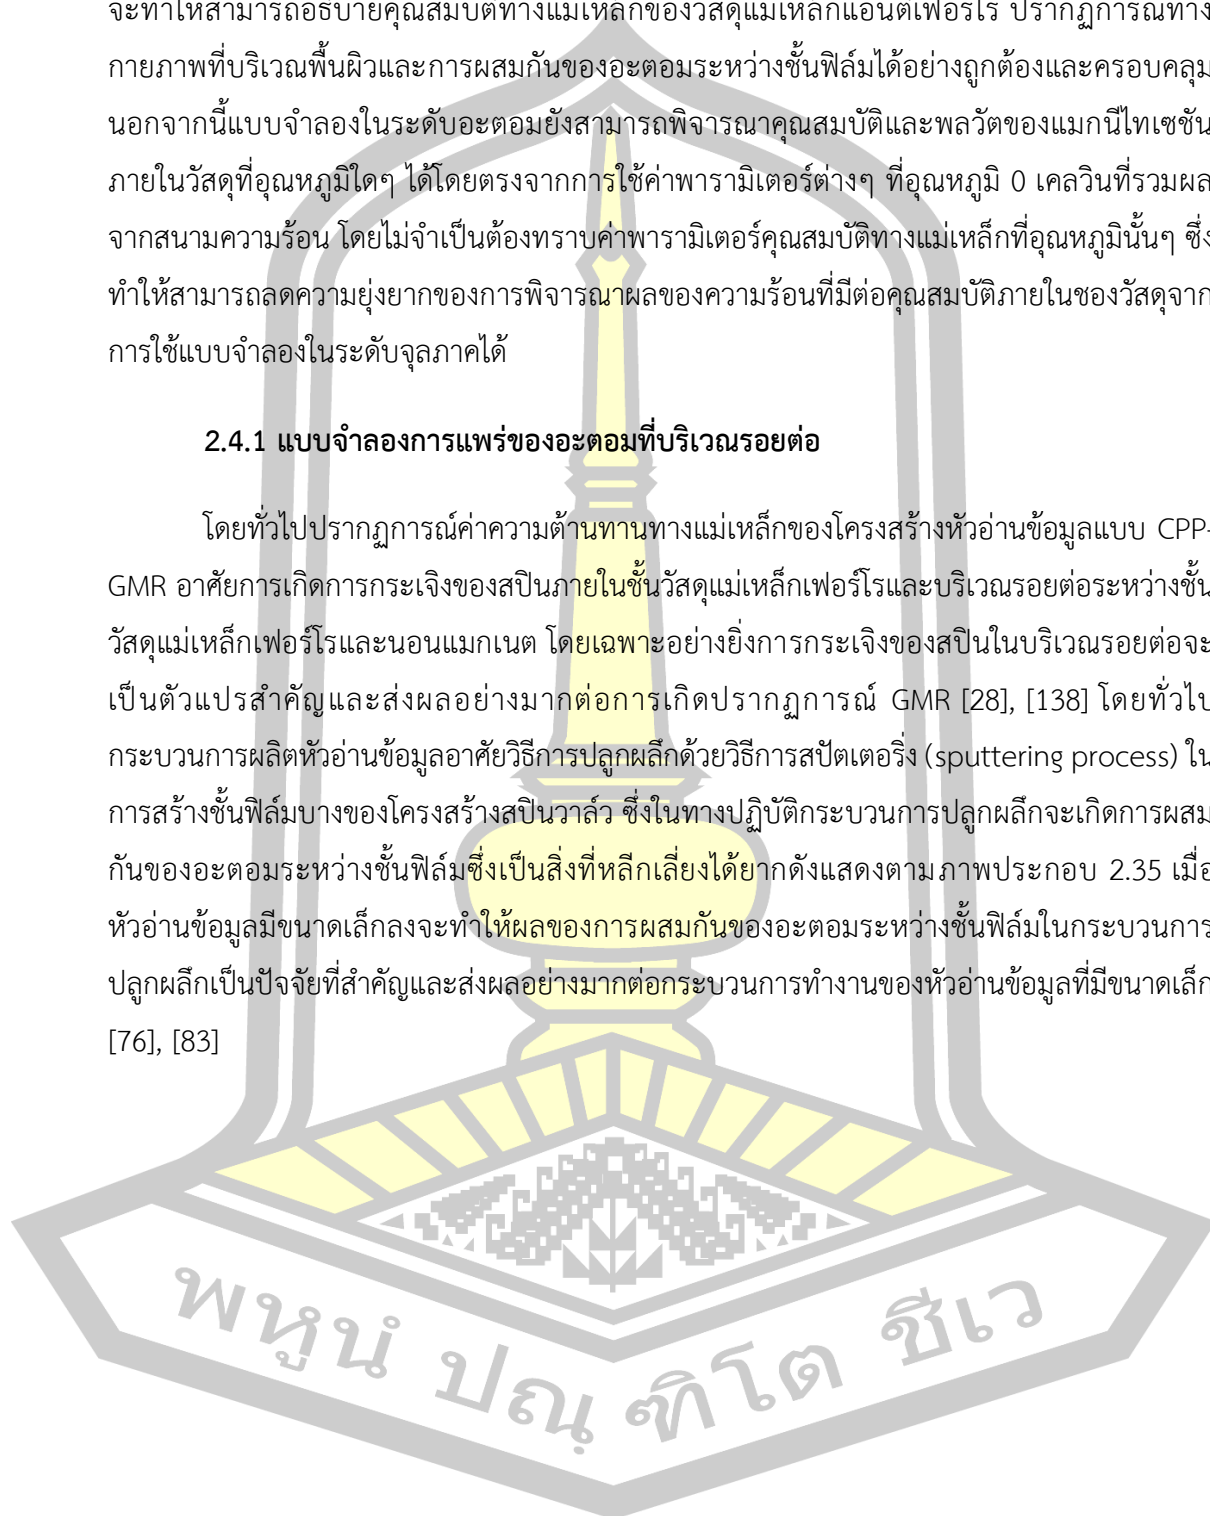 จะทำให้สามารถอธิบายคุณสมบัติทางแม่เหล็กของวัสดุแม่เหล็กแอนติเฟอร์โร ปรากฏการณ์ทาง
กายภาพที่บริเวณพื้นผิวและการผสมกันของอะตอมระหว่างชั้นฟิล์มได้อย่างถูกต้องและครอบคลุม
นอกจากนี้แบบจำลองในระดับอะตอมยังสามารถพิจารณาคุณสมบัติและพลวัตของแมกนีไทเซชัน
ภายในวัสดุที่อุณหภูมิใดๆ ได้โดยตรงจากการใช้ค่าพารามิเตอร์ต่างๆ ที่อุณหภูมิ 0 เคลวินที่รวมผล
จากสนามความร้อน โดยไม่จำเป็นต้องทราบค่าพารามิเตอร์คุณสมบัติทางแม่เหล็กที่อุณหภูมินั้นๆ ซึ่ง
ทำให้สามารถลดความยุ่งยากของการพิจารณาผลของความร้อนที่มีต่อคุณสมบัติภายในชองวัสดุจาก
การใช้แบบจำลองในระดับจุลภาคได้
2.4.1 แบบจำลองการแพร่ของอะตอมที่บริเวณรอยต่อ
โดยทั่วไปปรากฏการณ์ค่าความต้านทานทางแม่เหล็กของโครงสร้างหัวอ่านข้อมูลแบบ CPP-
GMR อาศัยการเกิดการกระเจิงของสปินภายในชั้นวัสดุแม่เหล็กเฟอร์โรและบริเวณรอยต่อระหว่างชั้น
วัสดุแม่เหล็กเฟอร์โรและนอนแมกเนต โดยเฉพาะอย่างยิ่งการกระเจิงของสปินในบริเวณรอยต่อจะ
เป็นตัวแปรสำคัญและส่งผลอย่างมากต่อการเกิดปรากฏการณ์ GMR [28], [138] โดยทั่วไป
กระบวนการผลิตหัวอ่านข้อมูลอาศัยวิธีการปลูกผลึกด้วยวิธีการสปัตเตอริ่ง (sputtering process) ใน
การสร้างชั้นฟิล์มบางของโครงสร้างสปินวาล์ว ซึ่งในทางปฏิบัติกระบวนการปลูกผลึกจะเกิดการผสม
กันของอะตอมระหว่างชั้นฟิล์มซึ่งเป็นสิ่งที่หลีกเลี่ยงได้ยากดังแสดงตามภาพประกอบ 2.35 เมื่อ
หัวอ่านข้อมูลมีขนาดเล็กลงจะทำให้ผลของการผสมกันของอะตอมระหว่างชั้นฟิล์มในกระบวนการ
ปลูกผลึกเป็นปัจจัยที่สำคัญและส่งผลอย่างมากต่อกระบวนการทำงานของหัวอ่านข้อมูลที่มีขนาดเล็ก
[76], [83]
พหูนํ ปณฺฑิโต ชีเว